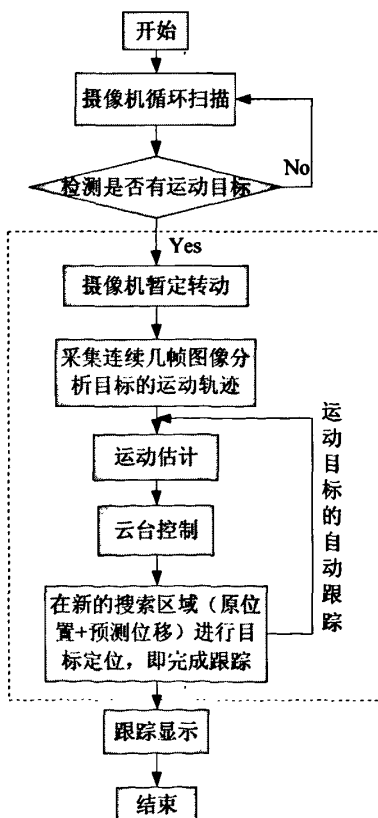 开始
摄像机循环扫描
检测是否有运动目标
No
Yes
摄像机暂定转动
采集连续几帧图像分
析目标的运动轨迹
运动估计
云台控制
在新的搜索区域（原位
置+预测位移）进行目
标定位，即完成跟踪
运动目标的自动跟踪
跟踪显示
结束